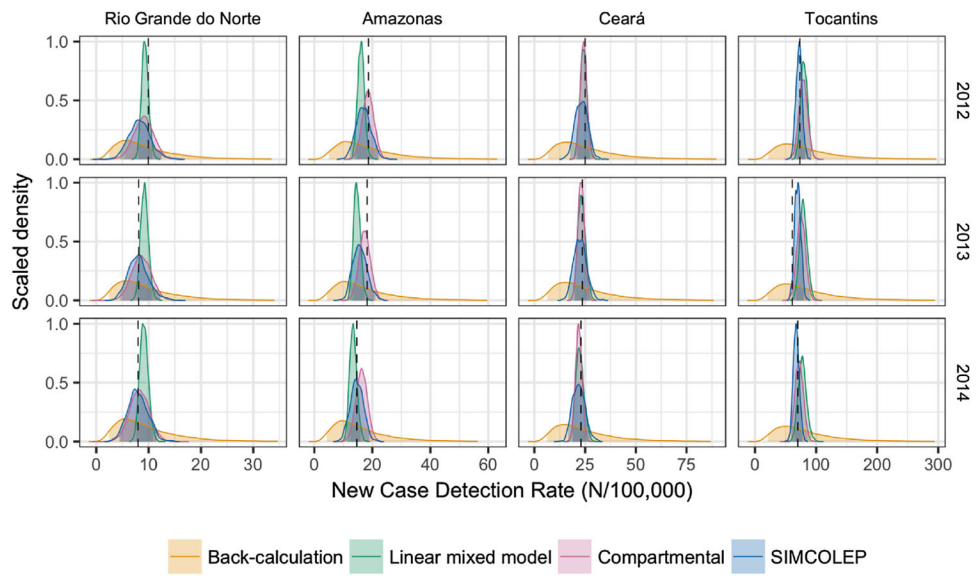 Rio Grande do Norte Amazonas Ceará Tocantins
1.0
0.5
0.0
2012
1.0
0.5
0.0
2013
1.0
0.5
0.0
2014
Scaled density
0 10 20 30 0 20 40 60 0 25 50 75 0 100 200 300
New Case Detection Rate (N/100,000)
Back-calculation Linear mixed model Compartmental SIMCOLEP